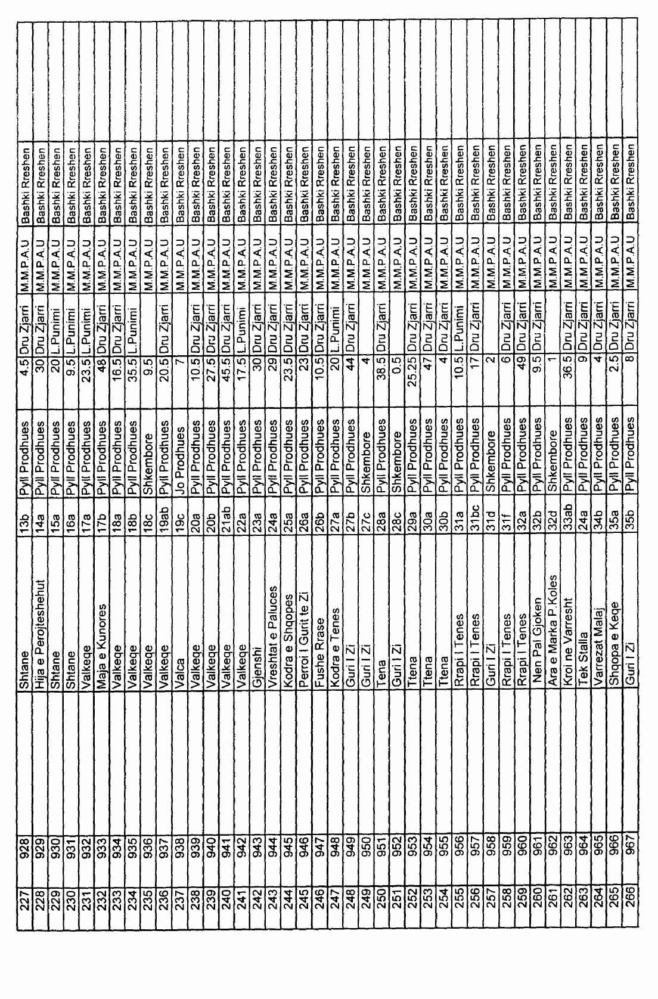 227 928 Shtane 13b Pyll Prodhues 4.5 Dru Zjarri M.M.P.A.U Bashki Rreshen
228 929 Hija e Perojteshehut 14a Pyll Prodhues 30 Dru Zjarri M.M.P.A.U Bashki Rreshen
229 930 Shtane 15a Pyll Prodhues 20 L.Punimi M.M.P.A.U Bashki Rreshen
230 931 Shtane 16a Pyll Prodhues 9.5 L.Punimi M.M.P.A.U Bashki Rreshen
231 932 Valkeqe 17a Pyll Prodhues 23.5 L.Punimi M.M.P.A.U Bashki Rreshen
232 933 Maja e Kunores 17b Pyll Prodhues 48 Dru Zjarri M.M.P.A.U Bashki Rreshen
233 934 Valkeqe 18a Pyll Prodhues 16.5 Dru Zjarri M.M.P.A.U Bashki Rreshen
234 935 Valkeqe 18b Pyll Prodhues 35.5 L.Punimi M.M.P.A.U Bashki Rreshen
235 936 Valkeqe 18c Shkembore 9.5 M.M.P.A.U Bashki Rreshen
236 937 Valkeqe 19ab Pyll Prodhues 20.5 Dru Zjarri M.M.P.A.U Bashki Rreshen
237 938 Valca 19c Jo Prodhues 7 M.M.P.A.U Bashki Rreshen
238 939 Valkeqe 20a Pyll Prodhues 10.5 Dru Zjarri M.M.P.A.U Bashki Rreshen
239 940 Valkeqe 20b Pyll Prodhues 27.5 Dru Zjarri M.M.P.A.U Bashki Rreshen
240 941 Valkeqe 21ab Pyll Prodhues 45.5 Dru Zjarri M.M.P.A.U Bashki Rreshen
241 942 Valkeqe 22a Pyll Prodhues 17.5 L.Punimi M.M.P.A.U Bashki Rreshen
242 943 Gjenshi 23a Pyll Prodhues 30 Dru Zjarri M.M.P.A.U Bashki Rreshen
243 944 Vreshtat e Paluces 24a Pyll Prodhues 29 Dru Zjarri M.M.P.A.U Bashki Rreshen
244 945 Kodra e Shqopes 25a Pyll Prodhues 23.5 Dru Zjarri M.M.P.A.U Bashki Rreshen
245 946 Perroi I Gurit te Zi 26a Pyll Prodhues 23 Dru Zjarri M.M.P.A.U Bashki Rreshen
246 947 Fushe Rrase 26b Pyll Prodhues 10.5 Dru Zjarri M.M.P.A.U Bashki Rreshen
247 948 Kodra e Tenes 27a Pyll Prodhues 20 L.Punimi M.M.P.A.U Bashki Rreshen
248 949 Guri I Zi 27b Pyll Prodhues 44 Dru Zjarri M.M.P.A.U Bashki Rreshen
249 950 Guri I Zi 27c Shkembore 4 M.M.P.A.U Bashki Rreshen
250 951 Tena 28a Pyll Prodhues 38.5 Dru Zjarri M.M.P.A.U Bashki Rreshen
251 952 Guri I Zi 28c Shkembore 0.5 M.M.P.A.U Bashki Rreshen
252 953 Ttena 29a Pyll Prodhues 25.25 Dru Zjarri M.M.P.A.U Bashki Rreshen
253 954 Ttena 30a Pyll Prodhues 47 Dru Zjarri M.M.P.A.U Bashki Rreshen
254 955 Ttena 30b Pyll Prodhues 4 Dru Zjarri M.M.P.A.U Bashki Rreshen
255 956 Rrapi I Tenes 31a Pyll Prodhues 10.5 L.Punimi M.M.P.A.U Bashki Rreshen
256 957 Rrapi I Tenes 31bc Pyll Prodhues 17 Dru Zjarri M.M.P.A.U Bashki Rreshen
257 958 Guri I Zi 31d Shkembore 2 M.M.P.A.U Bashki Rreshen
258 959 Rrapi I Tenes 31f Pyll Prodhues 6 Dru Zjarri M.M.P.A.U Bashki Rreshen
259 960 Rrapi I Tenes 32a Pyll Prodhues 49 Dru Zjarri M.M.P.A.U Bashki Rreshen
260 961 Nen Pal Gjoken 32b Pyll Prodhues 9.5 Dru Zjarri M.M.P.A.U Bashki Rreshen
261 962 Ara e Marka P.Koles 32d Shkembore 1 M.M.P.A.U Bashki Rreshen
262 963 Kroi ne Varresht 33ab Pyll Prodhues 36.5 Dru Zjarri M.M.P.A.U Bashki Rreshen
263 964 Tek Stalla 24a Pyll Prodhues 9 Dru Zjarri M.M.P.A.U Bashki Rreshen
264 965 Varrezat Malaj 34b Pyll Prodhues 4 Dru Zjarri M.M.P.A.U Bashki Rreshen
265 966 Shqopa e Keqe 35a Pyll Prodhues 2.5 Dru Zjarri M.M.P.A.U Bashki Rreshen
266 967 Guri I Zi 35b Pyll Prodhues 8 Dru Zjarri M.M.P.A.U Bashki Rreshen